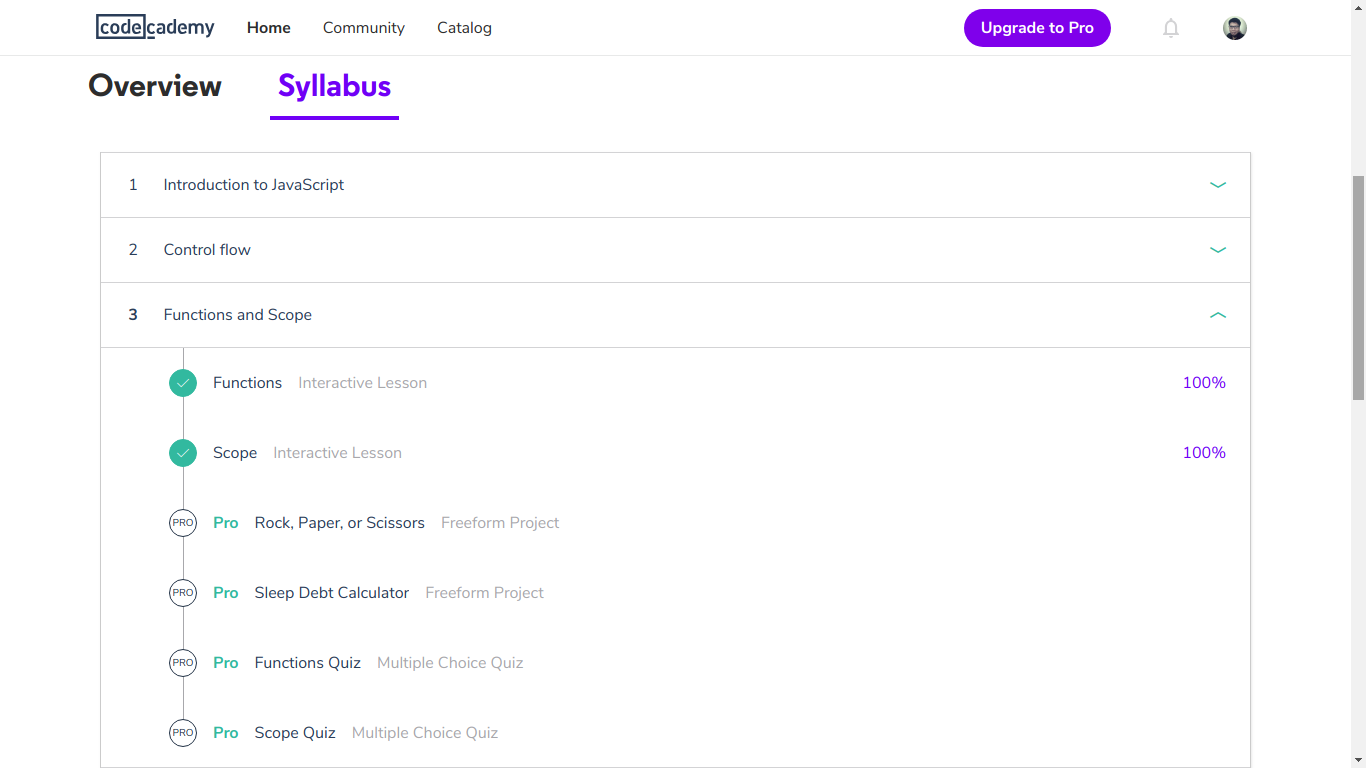 codecademy Home Community Catalog Upgrade to Pro
Overview Syllabus
1 Introduction to JavaScript
2 Control flow
3 Functions and Scope
Functions Interactive Lesson 100%
Scope Interactive Lesson 100%
PRO Pro Rock, Paper, or Scissors Freeform Project
PRO Pro Sleep Debt Calculator Freeform Project
PRO Pro Functions Quiz Multiple Choice Quiz
PRO Pro Scope Quiz Multiple Choice Quiz